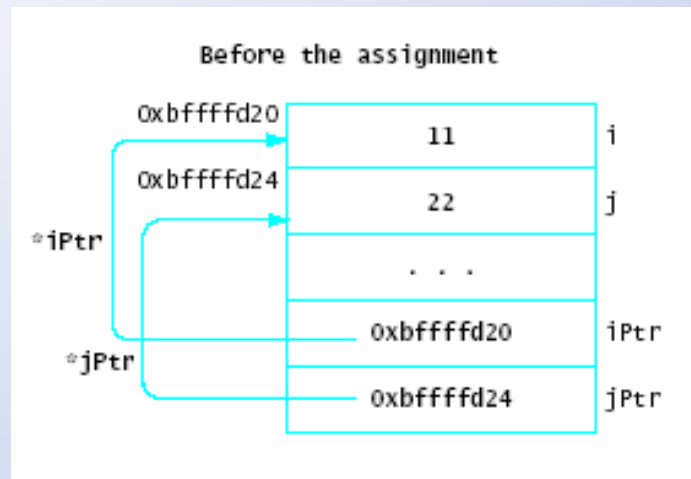 Before the assignment
0xbffffd20
11 i
0xbffffd24
22 j
*iPtr
. . .
0xbffffd20 iPtr
*jPtr
0xbffffd24 jPtr